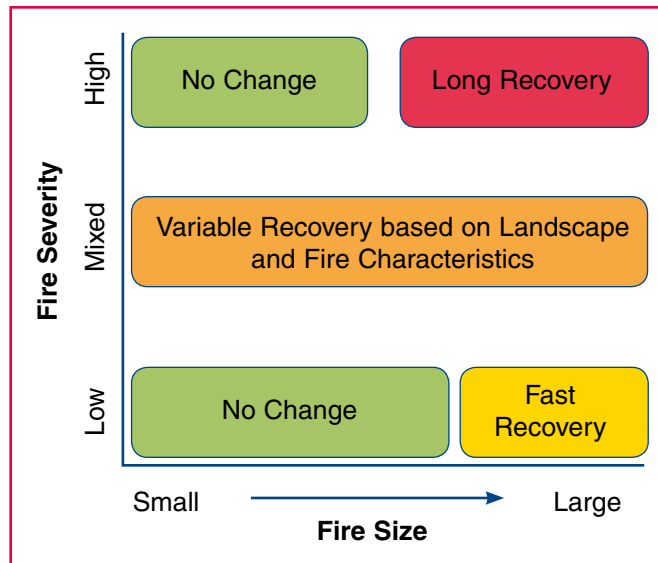 Fire Severity
High
Mixed
Low
No Change
Long Recovery
Variable Recovery based on Landscape
and Fire Characteristics
No Change
Fast
Recovery
Small
Large
Fire Size